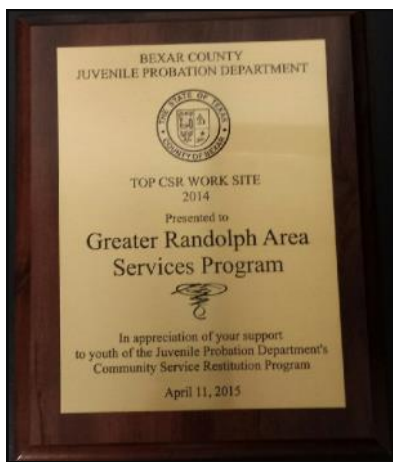 BEXAR COUNTY
JUVENILE PROBATION DEPARTMENT
THE STATE OF TEXAS
COUNTY OF BEXAR
TOP CSR WORK SITE
2014
Presented to
Greater Randolph Area
Services Program
In appreciation of your support
to youth of the Juvenile Probation Department's
Community Service Restitution Program
April 11, 2015